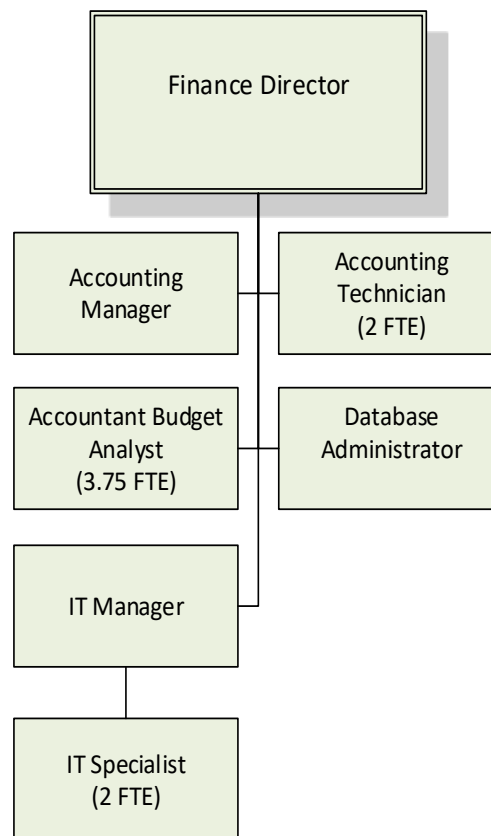 Finance Director
Accounting
Manager
Accounting
Technician
(2 FTE)
Accountant Budget
Analyst
(3.75 FTE)
Database
Administrator
IT Manager
IT Specialist
(2 FTE)